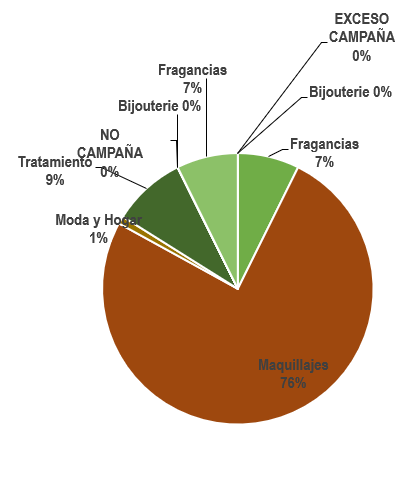 EXCESO
CAMPAÑA
0%
Fragancias
7%
Bijouterie 0%
Bijouterie 0%
NO
CAMPAÑA
0%
Fragancias
7%
Tratamiento
9%
Moda y Hogar
1%
Maquillajes
76%